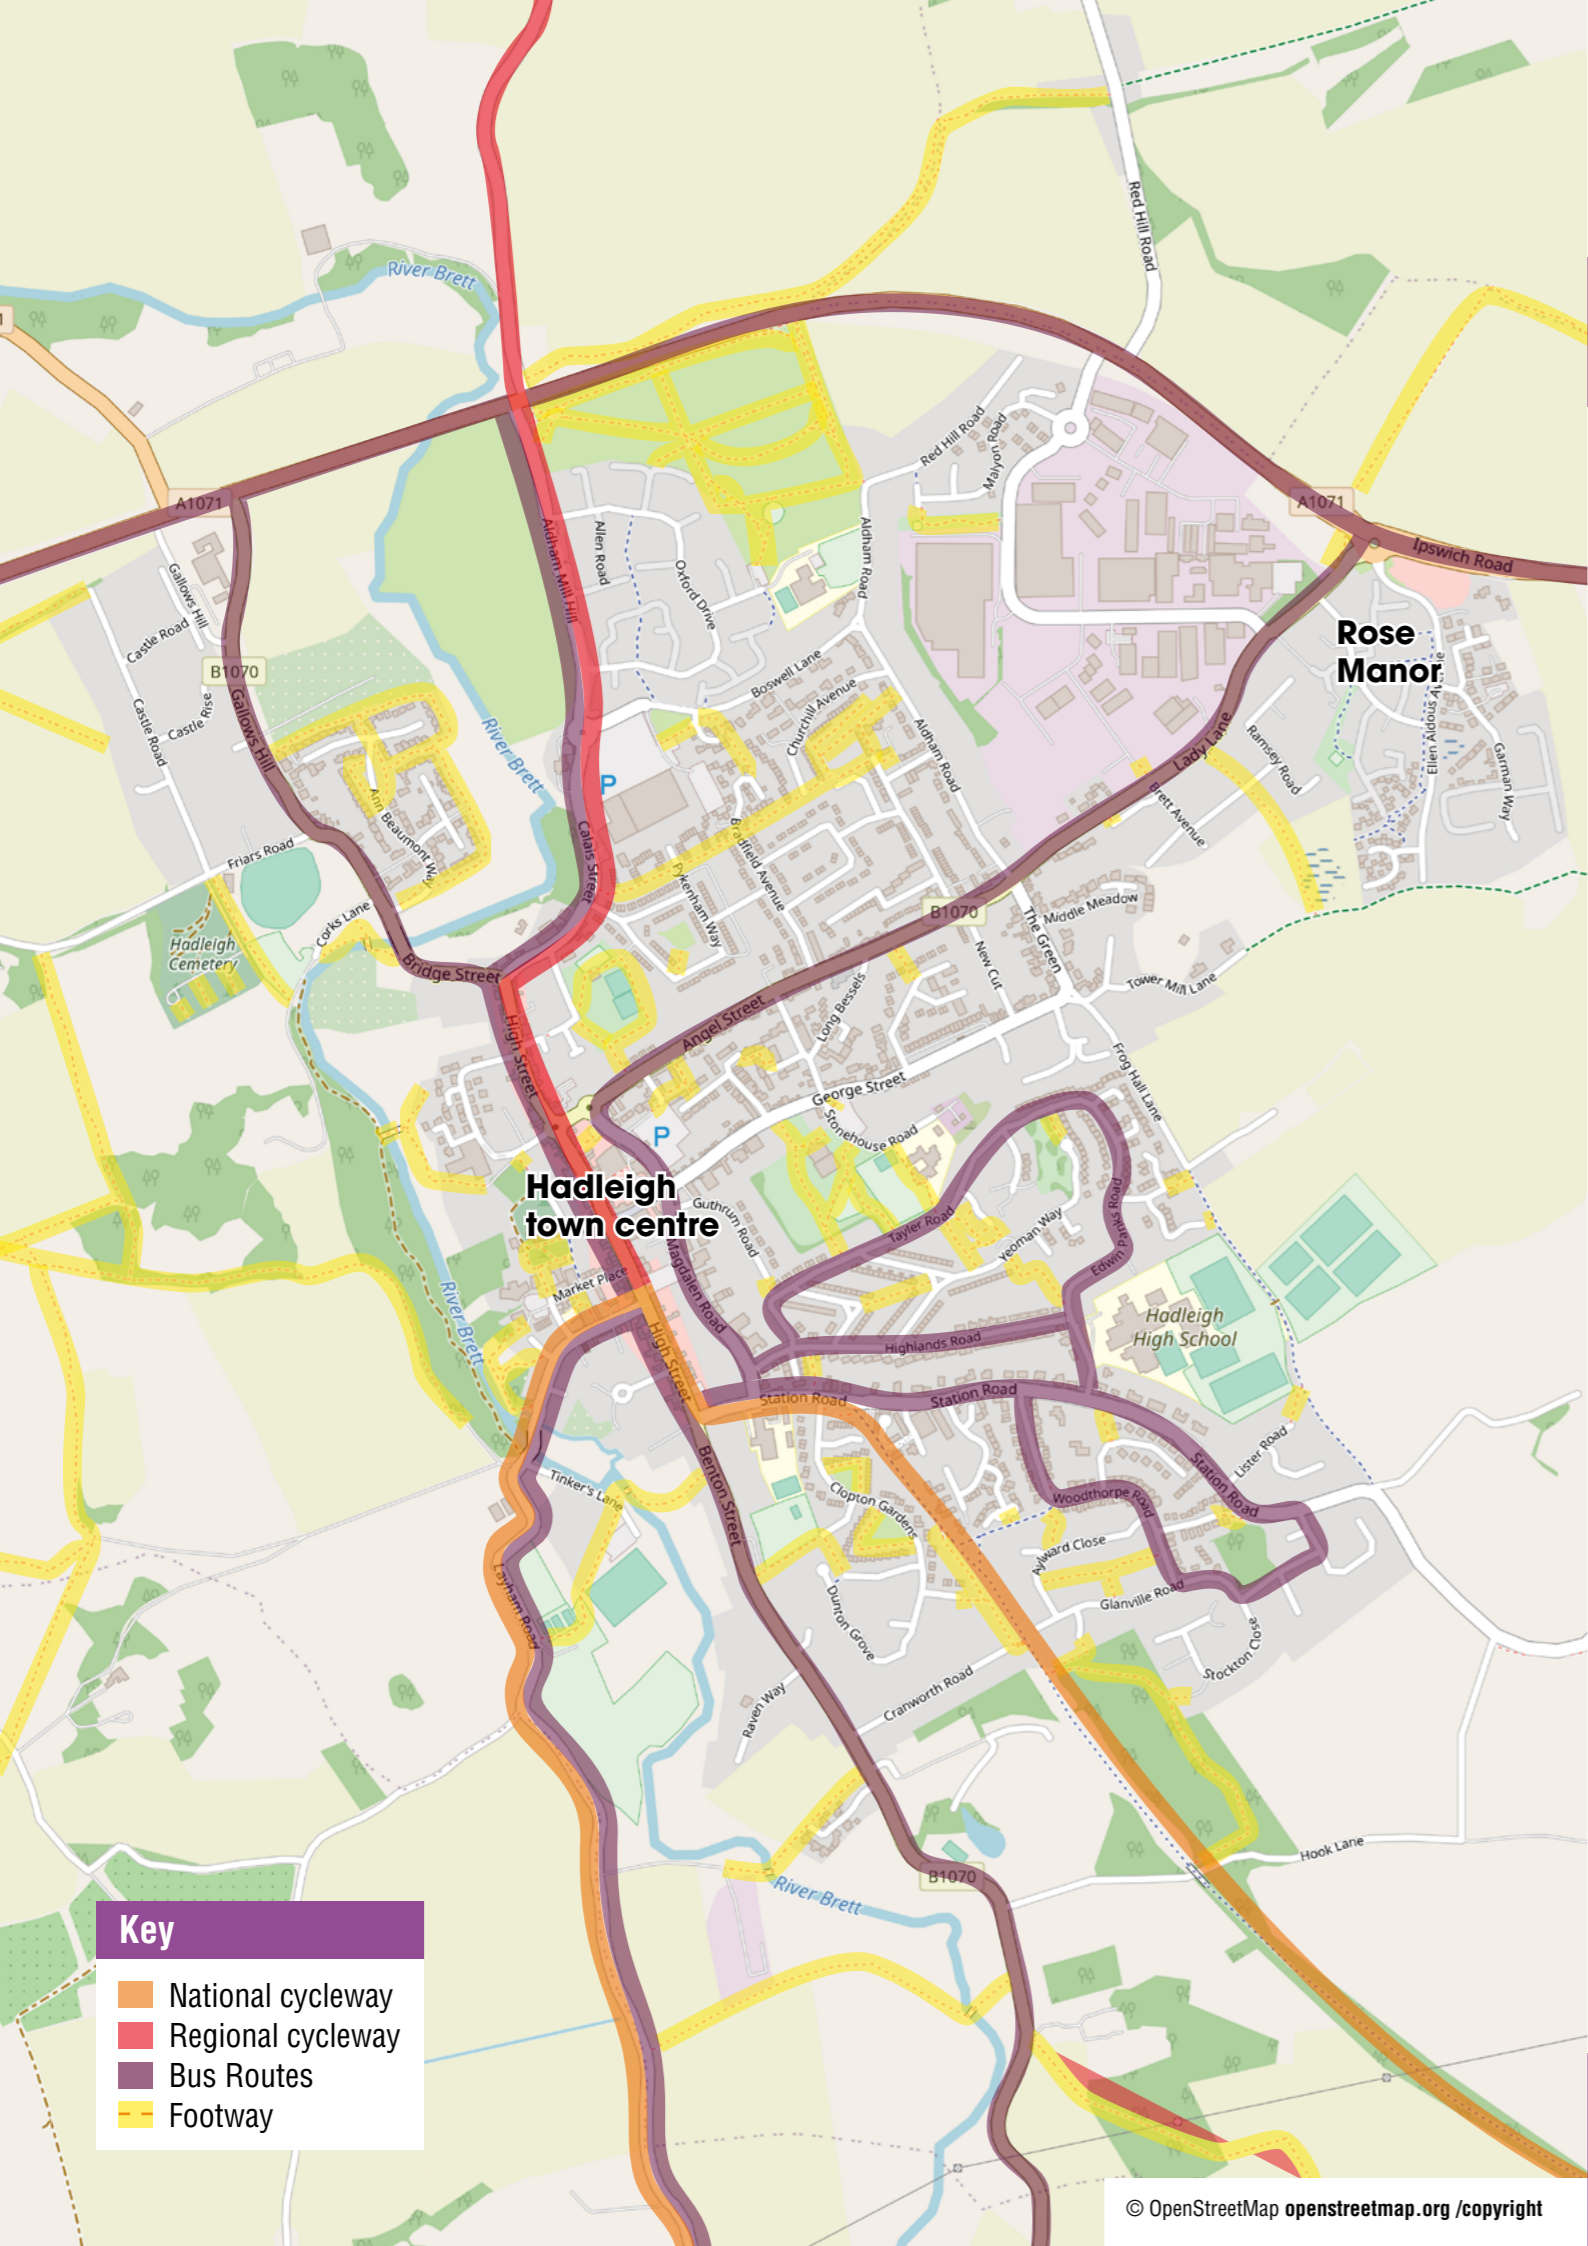 River Brett
Red Hill Road
A1071
A1071
Ipswich Road
Red Hill Road
Malyon Road
Aldham Mill Hill
Allen Road
Oxford Drive
Aldham Road
Gallows Hill
Castle Road
B1070
Gallows Hill
Castle Rise
Castle Road
Rose
Manor
Boswell Lane
Churchill Avenue
Aldham Road
River Brett
P
Lady Lane
Ramsey Road
Garman Way
Brett Avenue
Ann Beaumont Way
Friars Road
Calais Street
Bradfield Avenue
Pykenham Way
B1070
Middle Meadow
The Green
Corks Lane
Hadleigh
Cemetery
Bridge Street
New Cut
Tower Mill Lane
Long Bessels
Angel Street
High Street
George Street
Frog Hall Lane
P
Stonehouse Road
Hadleigh
town centre
Guthrum Road
Tayler Road
Yeoman Way
Edwin Panks Road
Magdalen Road
Market Place
River Brett
High Street
Highlands Road
Hadleigh
High School
Station Road
Station Road
Benton Street
Tinker's Lane
Clopton Gardens
Woodthorpe Road
Station Road
Lister Road
Aylward Close
Layham Road
Dunton Grove
Glanville Road
Stockton Close
Raven Way
Cranworth Road
Hook Lane
B1070
River Brett
Key
National cycleway
Regional cycleway
Bus Routes
Footway
© OpenStreetMap openstreetmap.org /copyright